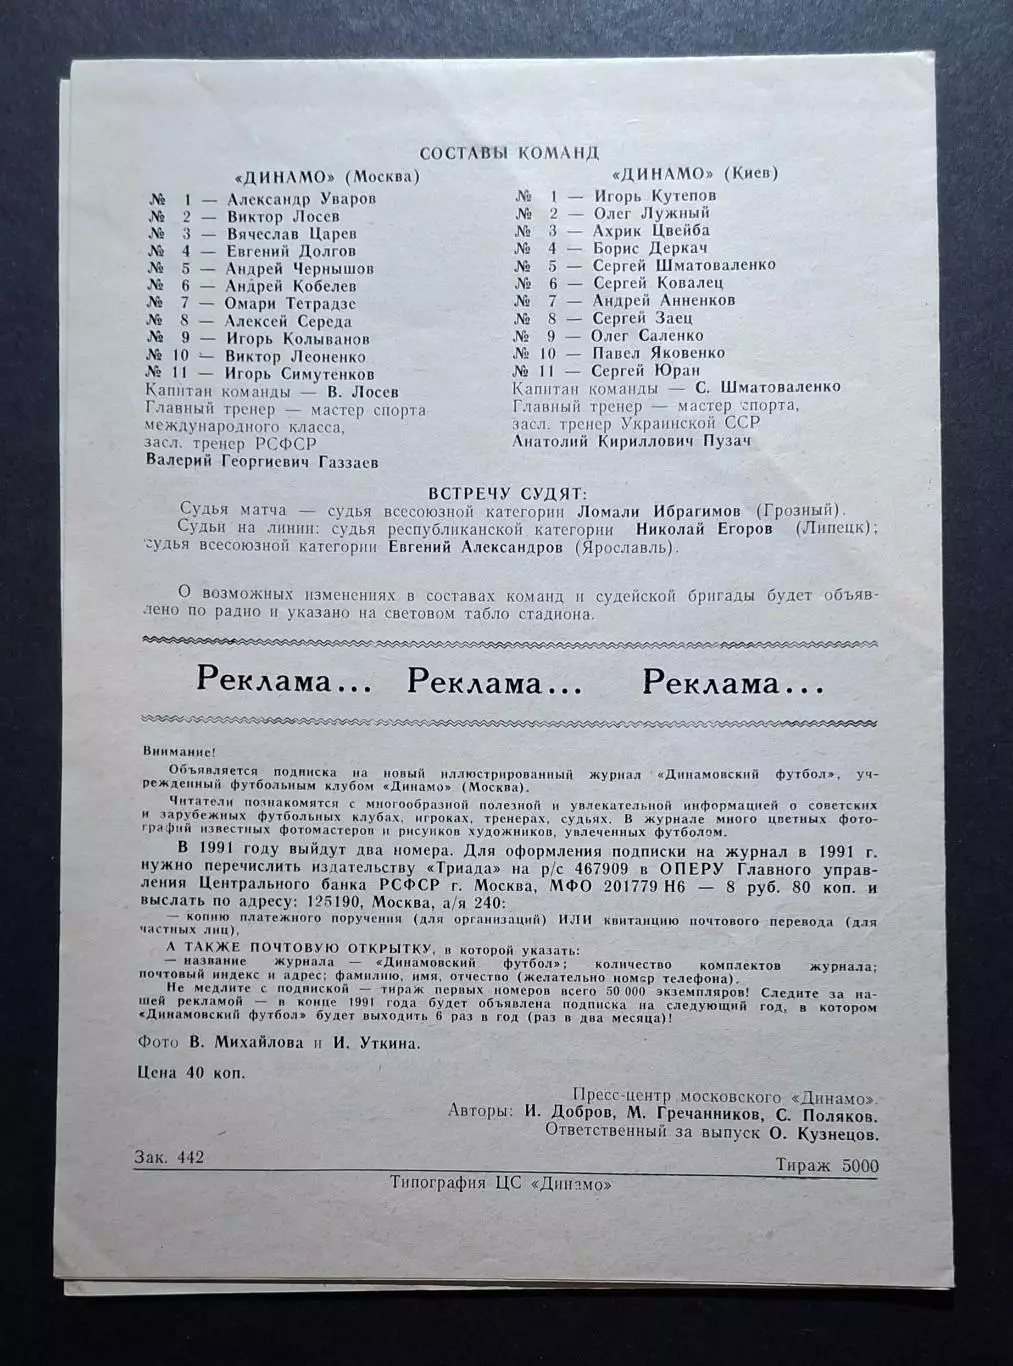 СОСТАВЫ КОМАНД
«ДИНАМО» (Москва)
№ 1 — Александр Уваров
№ 2 — Виктор Лосев
№ 3 — Вячеслав Царев
№ 4 — Евгений Долгов
№ 5 — Андрей Чернышов
№ 6 — Андрей Кобелев
№ 7 — Омари Тетрадзе
№ 8 — Алексей Середа
№ 9 — Игорь Колыванов
№ 10 — Виктор Леоненко
№ 11 — Игорь Симутенков
Капитан команды — В. Лосев
Главный тренер — мастер спорта
международного класса,
засл. тренер РСФСР
Валерий Георгиевич Газзаев
«ДИНАМО» (Киев)
№ 1 — Игорь Кутепов
№ 2 — Олег Лужный
№ 3 — Ахрик Цвейба
№ 4 — Борис Деркач
№ 5 — Сергей Шматоваленко
№ 6 — Сергей Ковалец
№ 7 — Андрей Анненков
№ 8 — Сергей Заец
№ 9 — Олег Саленко
№ 10 — Павел Яковенко
№ 11 — Сергей Юран
Капитан команды — С. Шматоваленко
Главный тренер — мастер спорта,
засл. тренер Украинской ССР
Анатолий Кириллович Пузач
ВСТРЕЧУ СУДЯТ:
Судья матча — судья всесоюзной категории Ломали Ибрагимов (Грозный).
Судьи на линии: судья республиканской категории Николай Егоров (Липецк);
судья всесоюзной категории Евгений Александров (Ярославль).
О возможных изменениях в составах команд и судейской бригады будет объяв-
лено по радио и указано на световом табло стадиона.
Реклама... Реклама... Реклама...
Внимание!
Объявляется подписка на новый иллюстрированный журнал «Динамовский футбол», уч-
режденный футбольным клубом «Динамо» (Москва).
Читатели познакомятся с многообразной полезной и увлекательной информацией о советских
и зарубежных футбольных клубах, игроках, тренерах, судьях. В журнале много цветных фото-
графий известных фотомастеров и рисунков художников, увлеченных футболом.
В 1991 году выйдут два номера. Для оформления подписки на журнал в 1991 г.
нужно перечислить издательству «Триада» на р/с 467909 в ОПЕРУ Главного управ-
ления Центрального банка РСФСР г. Москва, МФО 201779 Н6 — 8 руб. 80 коп. и
выслать по адресу: 125190, Москва, а/я 240:
— копию платежного поручения (для организаций) ИЛИ квитанцию почтового перевода (для
частных лиц),
А ТАКЖЕ ПОЧТОВУЮ ОТКРЫТКУ, в которой указать:
— название журнала — «Динамовский футбол»; количество комплектов журнала;
почтовый индекс и адрес; фамилию, имя, отчество (желательно номер телефона).
Не медлите с подпиской — тираж первых номеров всего 50 000 экземпляров! Следите за на-
шей рекламой — в конце 1991 года будет объявлена подписка на следующий год, в котором
«Динамовский футбол» будет выходить 6 раз в год (раз в два месяца)!
Фото В. Михайлова и И. Уткина.
Цена 40 коп.
Пресс-центр московского «Динамо».
Авторы: И. Добров, М. Гречанников, С. Поляков.
Ответственный за выпуск О. Кузнецов.
Зак. 442
Тираж 5000
Типография ЦС «Динамо»